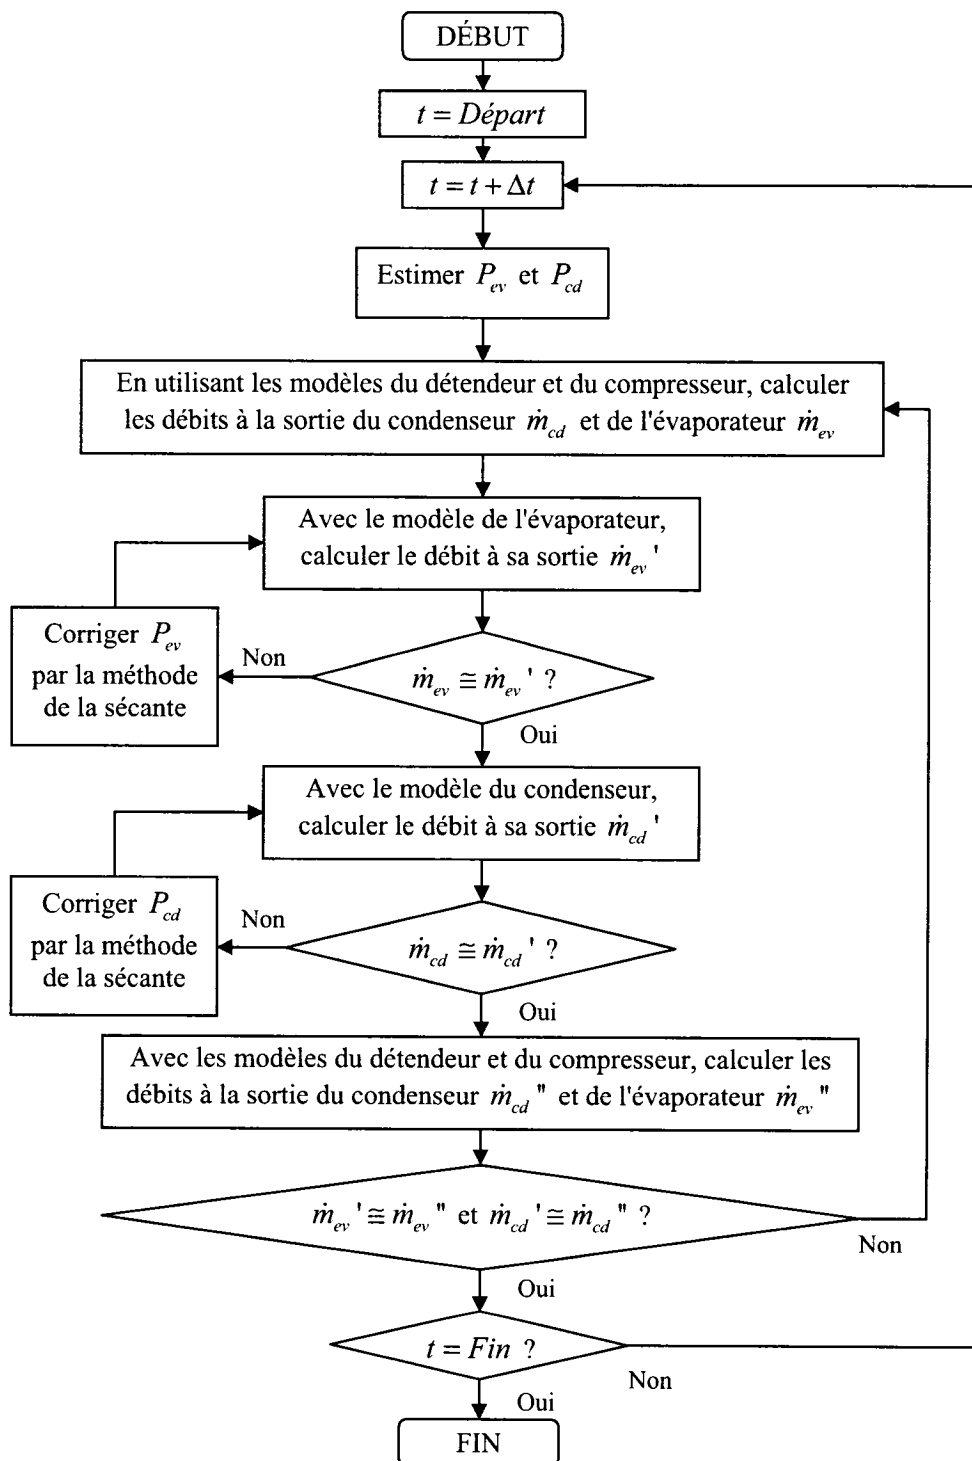 DÉBUT
t = Départ
t = t + Δt
Estimer P_ev et P_cd
En utilisant les modèles du détendeur et du compresseur, calculer
les débits à la sortie du condenseur ṁ_cd et de l'évaporateur ṁ_ev
Avec le modèle de l'évaporateur,
calculer le débit à sa sortie ṁ_ev '
Corriger P_ev
par la méthode
de la sécante
Non
ṁ_ev ≅ ṁ_ev ' ?
Oui
Avec le modèle du condenseur,
calculer le débit à sa sortie ṁ_cd '
Corriger P_cd
par la méthode
de la sécante
Non
ṁ_cd ≅ ṁ_cd ' ?
Oui
Avec les modèles du détendeur et du compresseur, calculer les
débits à la sortie du condenseur ṁ_cd " et de l'évaporateur ṁ_ev "
ṁ_ev ' ≅ ṁ_ev " et ṁ_cd ' ≅ ṁ_cd " ?
Non
Oui
t = Fin ?
Non
Oui
FIN